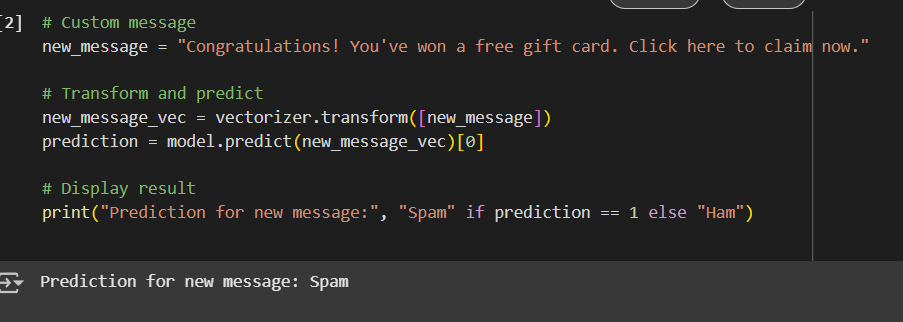 [2]
# Custom message
new_message = "Congratulations! You've won a free gift card. Click here to claim now."
# Transform and predict
new_message_vec = vectorizer.transform([new_message])
prediction = model.predict(new_message_vec)[0]
# Display result
print("Prediction for new message:", "Spam" if prediction == 1 else "Ham")
Prediction for new message: Spam